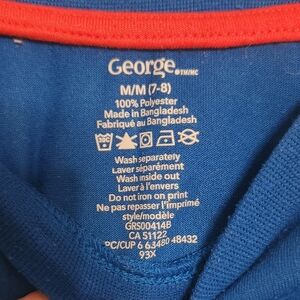 George. TM/MC
M/M (7-8)
100% Polyester
Made in Bangladesh
Fabriqué au Bangladesh
Wash separately
Laver séparément
Wash inside out
Laver à l'envers
Do not iron on print
Ne pas repasser l'imprimé
style/modèle
GRS00414B
CA 51122
PC/CUP 6 63480 48432
93X